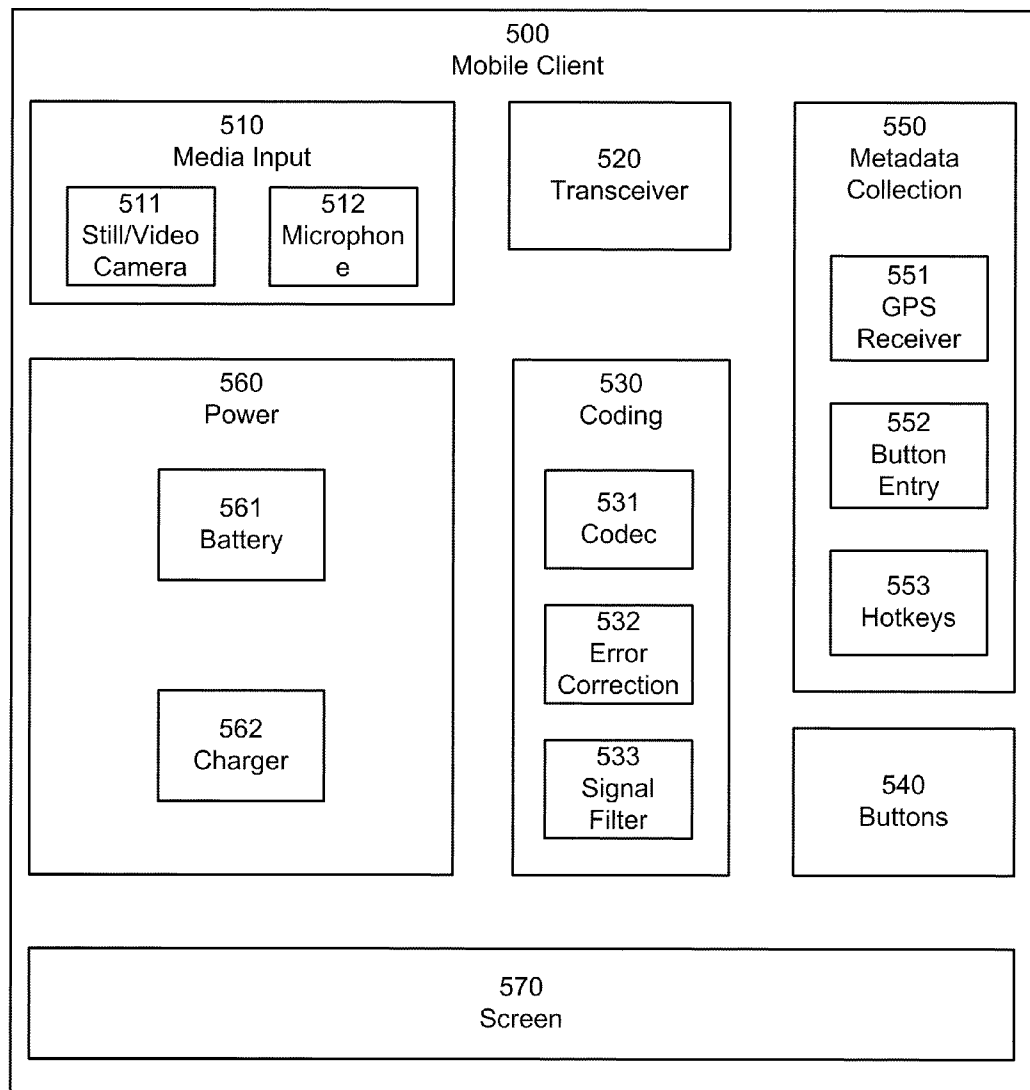 500
Mobile Client
510
Media Input
511
Still/Video
Camera
512
Microphon
e
520
Transceiver
550
Metadata
Collection
551
GPS
Receiver
552
Button
Entry
553
Hotkeys
560
Power
561
Battery
562
Charger
530
Coding
531
Codec
532
Error
Correction
533
Signal
Filter
540
Buttons
570
Screen